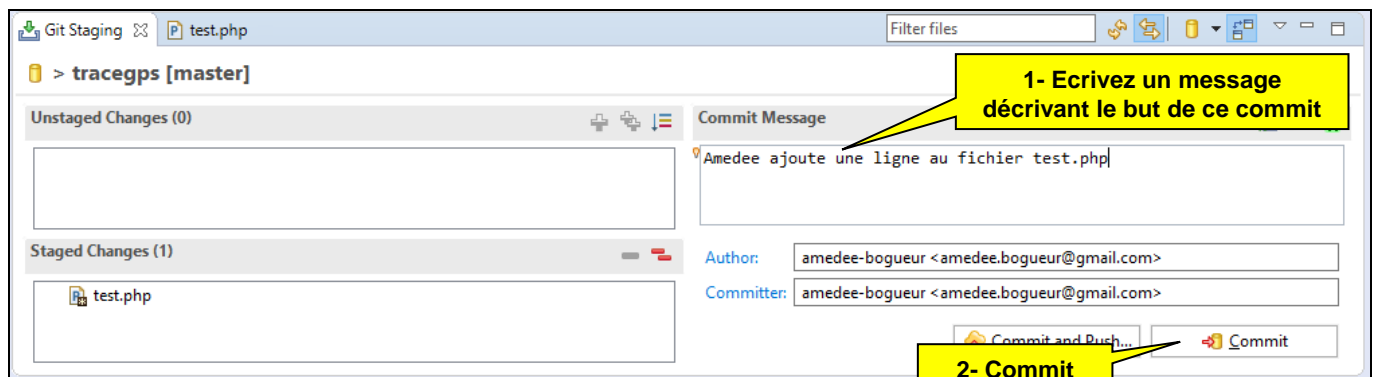 Git Staging
test.php
Filter files
> tracegps [master]
1- Ecrivez un message
décrivant le but de ce commit
Unstaged Changes (0)
Commit Message
Amedee ajoute une ligne au fichier test.php
Staged Changes (1)
Author:
amedee-bogueur <amedee.bogueur@gmail.com>
test.php
Committer:
amedee-bogueur <amedee.bogueur@gmail.com>
Commit and Push...
Commit
2- Commit